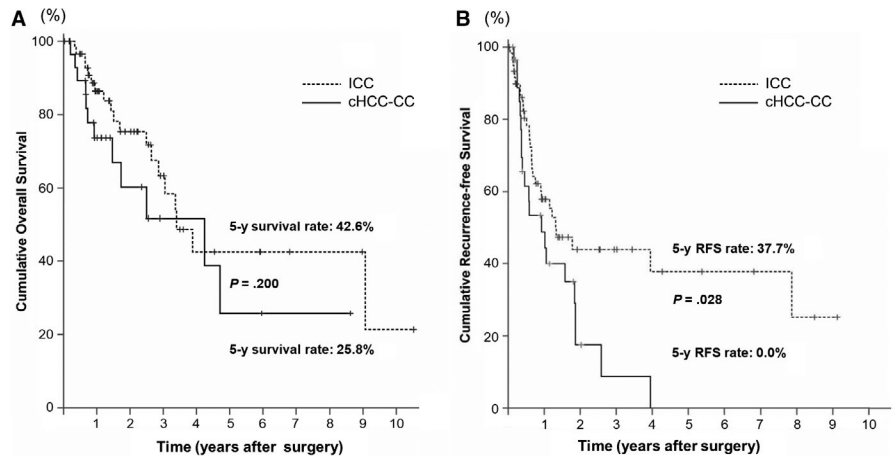 A (%)
Cumulative Overall Survival
100
80
60
40
20
0
ICC
cHCC-CC
5-y survival rate: 42.6%
P = .200
5-y survival rate: 25.8%
1 2 3 4 5 6 7 8 9 10
Time (years after surgery)
B (%)
Cumulative Recurrence-free Survival
100
80
60
40
20
0
ICC
cHCC-CC
5-y RFS rate: 37.7%
P = .028
5-y RFS rate: 0.0%
1 2 3 4 5 6 7 8 9 10
Time (years after surgery)